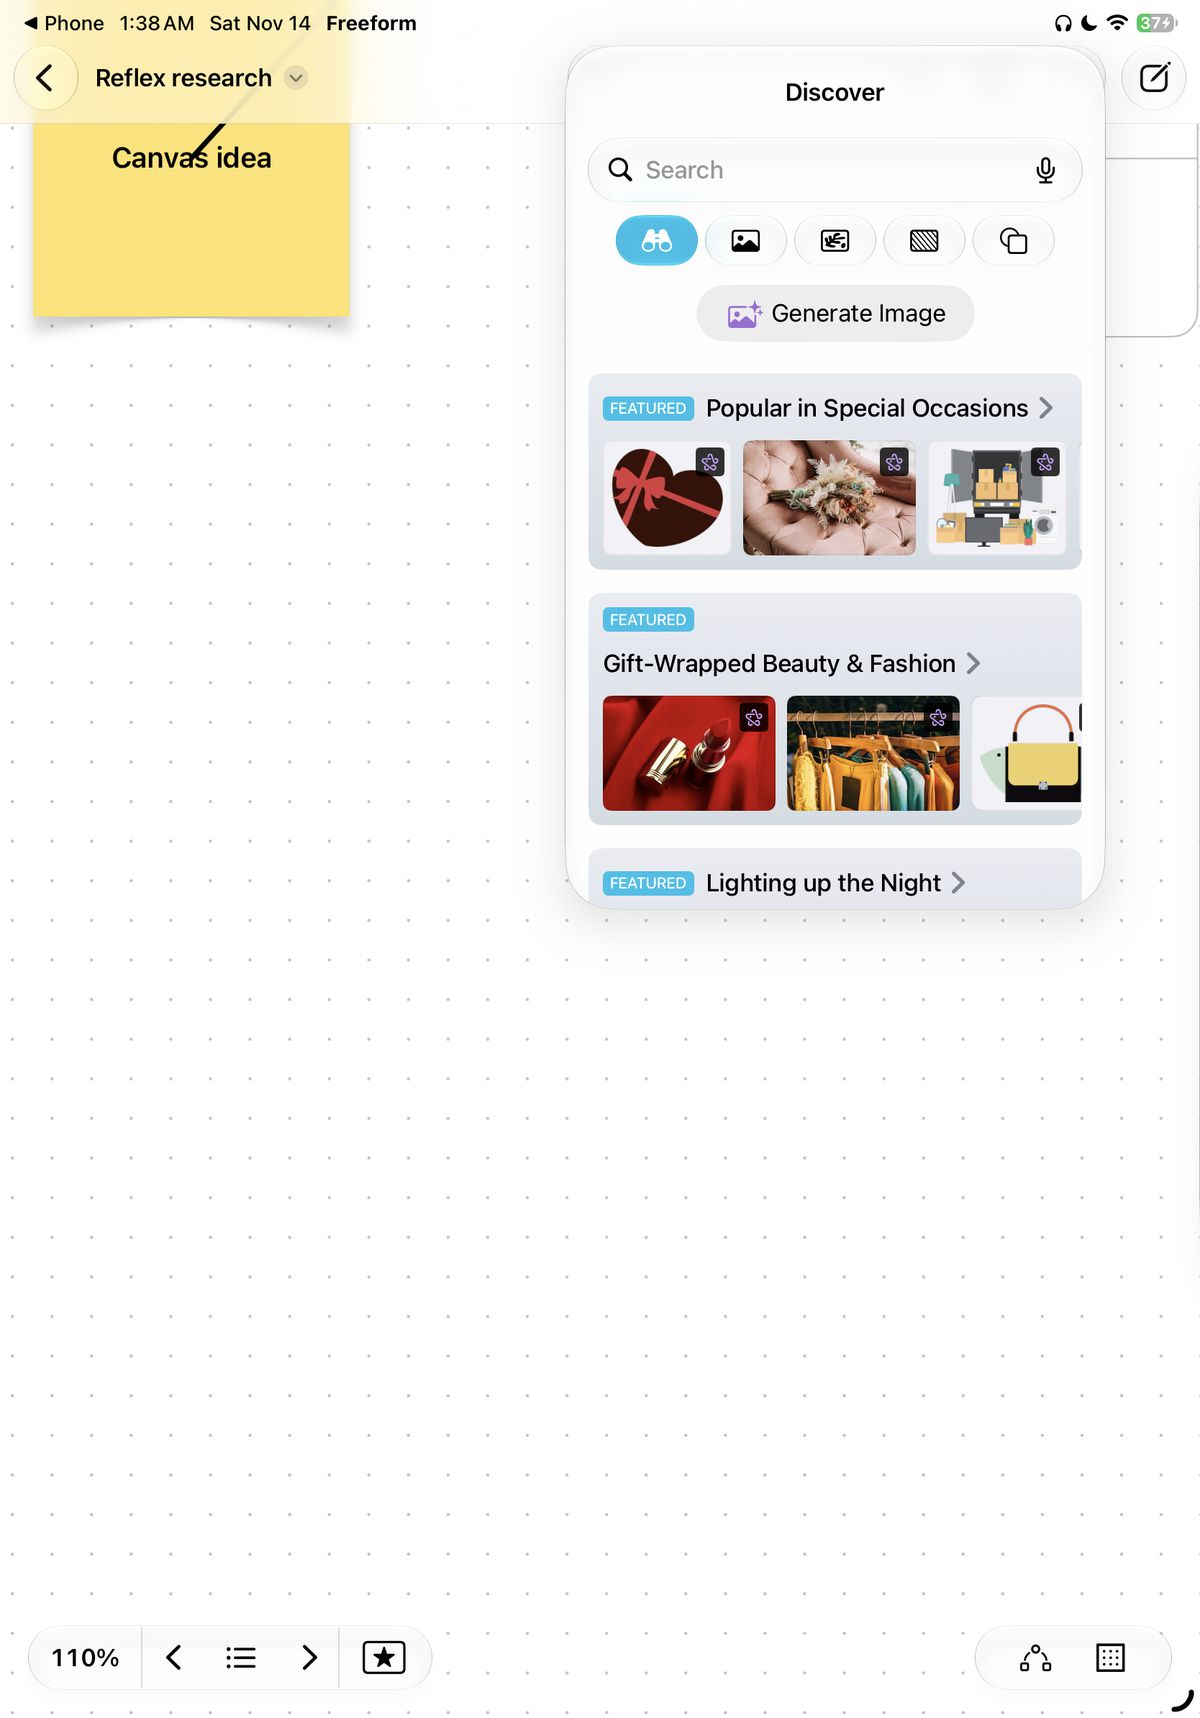 ◀ Phone 1:38 AM Sat Nov 14 Freeform 37
Reflex research
Discover
Canvas idea
Search
Generate Image
FEATURED Popular in Special Occasions
FEATURED
Gift-Wrapped Beauty & Fashion
FEATURED Lighting up the Night
110%